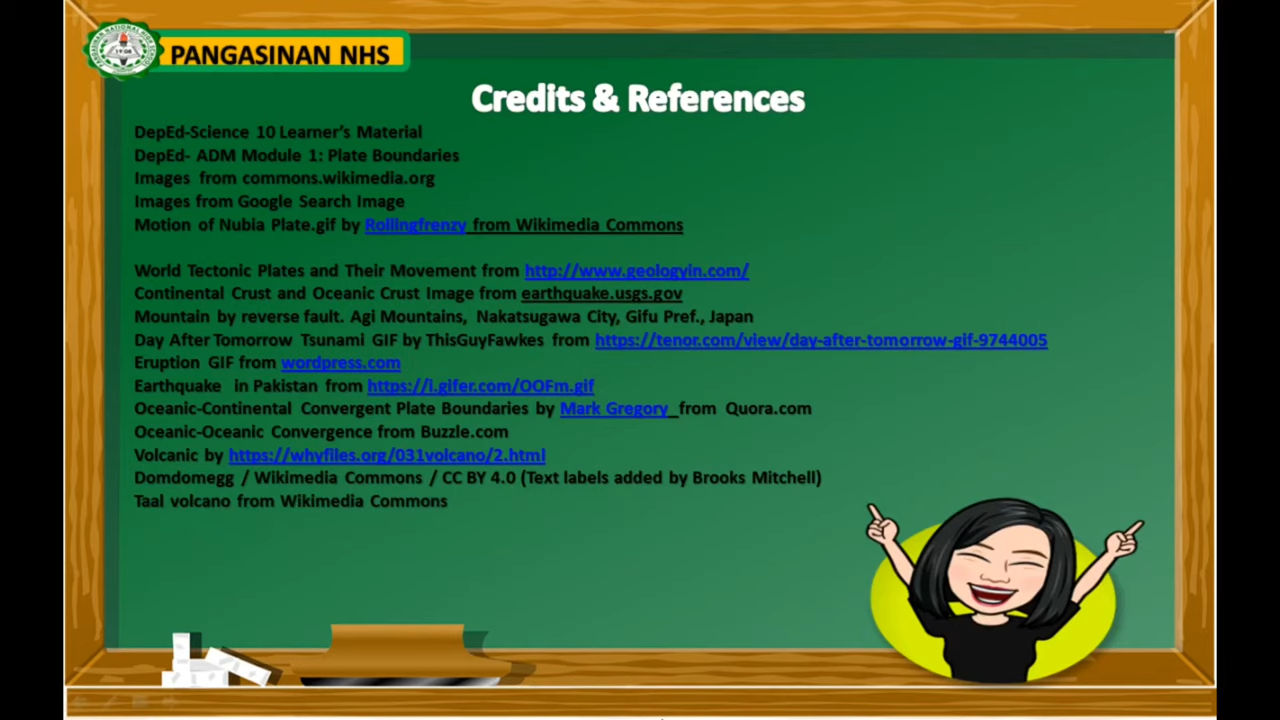 PANGASINAN NHS
Credits & References
DepEd-Science 10 Learner's Material
DepEd- ADM Module 1: Plate Boundaries
Images from commons.wikimedia.org
Images from Google Search Image
Motion of Nubia Plate.gif by Rollingfrenzy from Wikimedia Commons
World Tectonic Plates and Their Movement from http://www.geologyin.com/
Continental Crust and Oceanic Crust Image from earthquake.usgs.gov
Mountain by reverse fault. Agi Mountains, Nakatsugawa City, Gifu Pref., Japan
Day After Tomorrow Tsunami GIF by ThisGuyFawkes from https://tenor.com/view/day-after-tomorrow-gif-9744005
Eruption GIF from wordpress.com
Earthquake in Pakistan from https://i.gifer.com/OOFm.gif
Oceanic-Continental Convergent Plate Boundaries by Mark Gregory from Quora.com
Oceanic-Oceanic Convergence from Buzzle.com
Volcanic by https://whyfiles.org/031volcano/2.html
Domdomegg / Wikimedia Commons / CC BY 4.0 (Text labels added by Brooks Mitchell)
Taal volcano from Wikimedia Commons